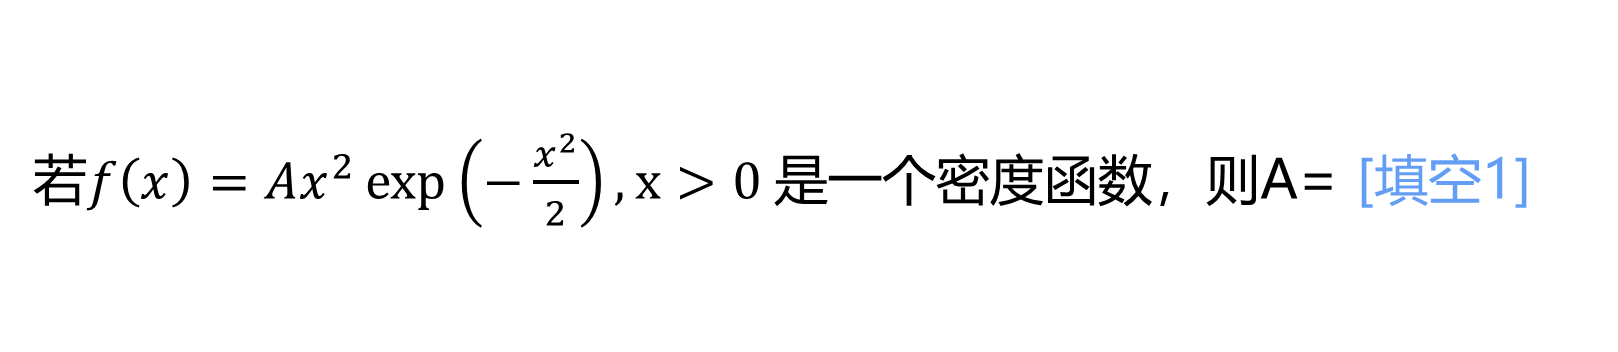 若f(x) = Ax² exp(−x²/2), x > 0 是一个密度函数，则A= [填空1]